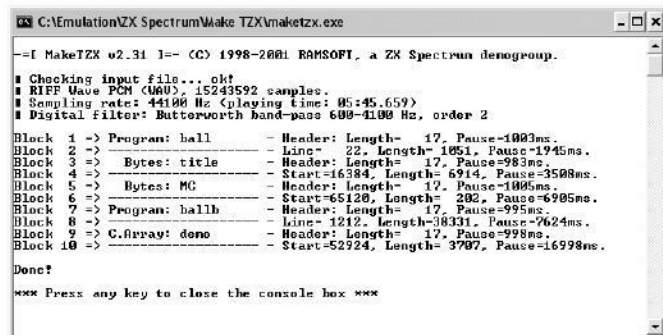 C:\Emulation\ZX Spectrum\Make TZX\maketzx.exe
-=[ MakeTZX v2.31 ]=- (C) 1998-2001 RAMSOFT, a ZX Spectrum demogroup.
Checking input file... ok!
RIFF Wave PCM (WAV), 15243592 samples.
Sampling rate: 44100 Hz (playing time: 05:45.659)
Digital filter: Butterworth band-pass 600-4100 Hz, order 2
Block 1 => Program: ball - Header: Length= 17, Pause=1003ms.
Block 2 => -------------------- - Line= 22, Length= 1051, Pause=1945ms.
Block 3 => Bytes: title - Header: Length= 17, Pause=983ms.
Block 4 => -------------------- - Start=16384, Length= 6914, Pause=3508ms.
Block 5 => Bytes: MC - Header: Length= 17, Pause=1005ms.
Block 6 => -------------------- - Start=65120, Length= 202, Pause=6905ms.
Block 7 => Program: ballb - Header: Length= 17, Pause=995ms.
Block 8 => -------------------- - Line= 1212, Length=38331, Pause=7624ms.
Block 9 => C.Array: demo - Header: Length= 17, Pause=998ms.
Block 10 => -------------------- - Start=52924, Length= 3707, Pause=16998ms.
Done!
*** Press any key to close the console box ***